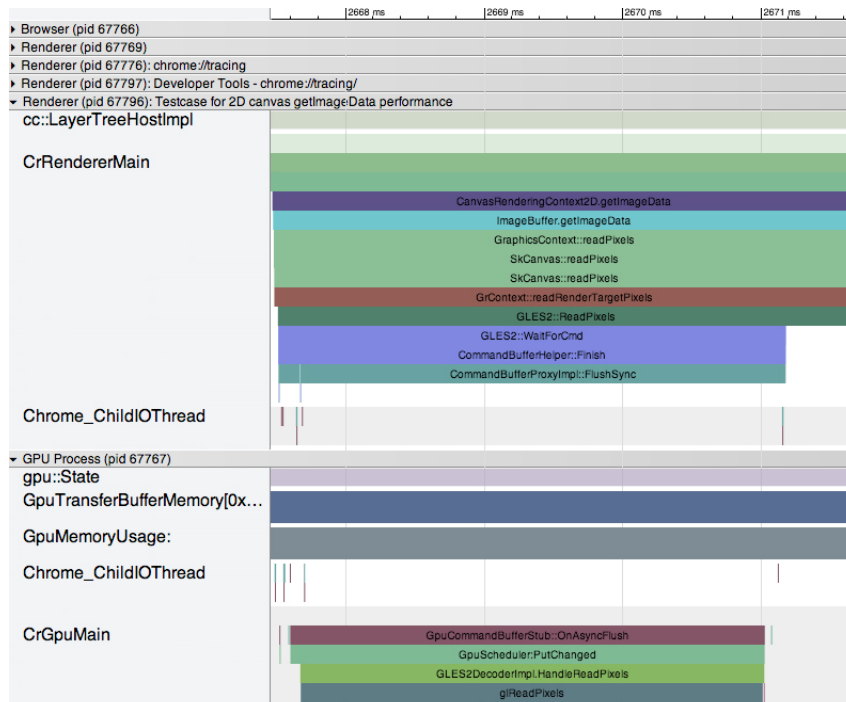 2668 ms 2669 ms 2670 ms 2671 ms
Browser (pid 67766)
Renderer (pid 67769)
Renderer (pid 67776): chrome://tracing
Renderer (pid 67797): Developer Tools - chrome://tracing/
Renderer (pid 67796): Testcase for 2D canvas getImageData performance
cc::LayerTreeHostImpl
CrRendererMain
CanvasRenderingContext2D.getImageData
ImageBuffer.getImageData
GraphicsContext::readPixels
SkCanvas::readPixels
SkCanvas::readPixels
GrContext::readRenderTargetPixels
GLES2::ReadPixels
GLES2::WaitForCmd
CommandBufferHelper::Finish
CommandBufferProxyImpl::FlushSync
Chrome_ChildIOThread
GPU Process (pid 67767)
gpu::State
GpuTransferBufferMemory[0x...
GpuMemoryUsage:
Chrome_ChildIOThread
CrGpuMain
GpuCommandBufferStub::OnAsyncFlush
GpuScheduler:PutChanged
GLES2DecoderImpl.HandleReadPixels
glReadPixels